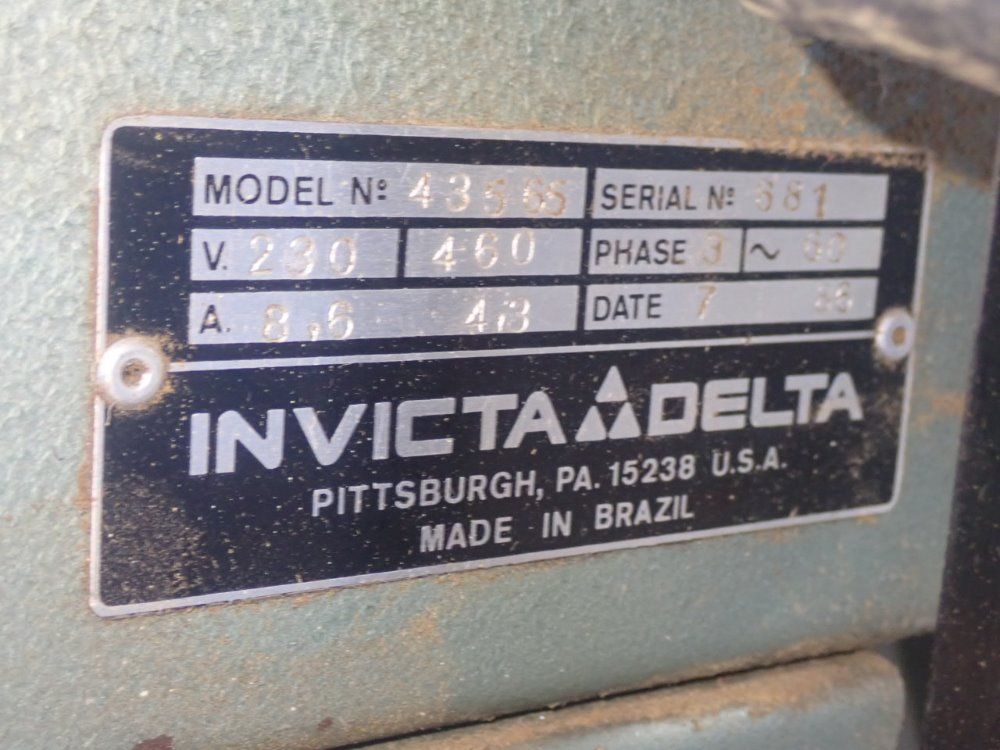 MODEL Nº 43565 SERIAL Nº 681
V. 230 460 PHASE 3 ~ 60
A. 8,6 4,3 DATE 7
INVICTA DELTA
PITTSBURGH, PA. 15238 U.S.A.
MADE IN BRAZIL